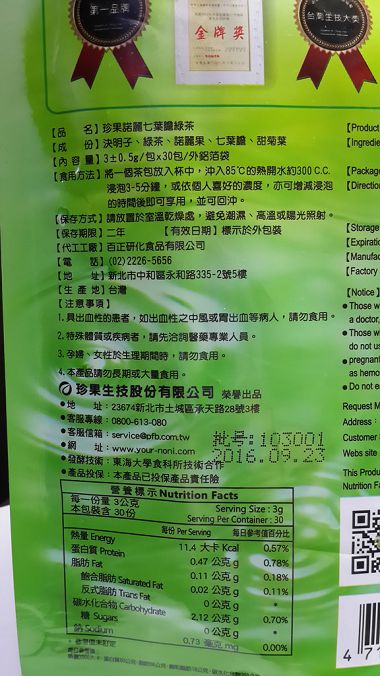 第一品牌
金牌獎
台灣生技大獎
【品　　名】珍果諾麗七葉膽綠茶
【成　　份】決明子、綠茶、諾麗果、七葉膽、甜菊葉
【內 容 量】3±0.5g/包x30包/外鋁箔袋
【食用方法】將一個茶包放入杯中，沖入85℃的熱開水約300 C.C.
浸泡3-5分鐘，或依個人喜好的濃度，亦可增減浸泡
的時間後即可享用，並可回沖。
【保存方式】請放置於室溫乾燥處，避免潮濕、高溫或陽光照射。
【保存期限】二年　【有效日期】標示於外包裝
【代工廠】百正研化食品有限公司
【電　　話】(02)2226-5656
【地　　址】新北市中和區永和路335-2號5樓
【生 產 地】台灣
【注意事項】
1.具出血性的患者，如出血性之中風或胃出血等病人，請勿食用。
2.特殊體質或疾病者，請先洽詢醫藥專業人員。
3.孕婦、女性於生理期間時，請勿食用。
4.本產品請勿長期或大量食用。
珍果生技股份有限公司 榮譽出品
●地　　址：23674新北市土城區承天路28號3樓
●客服專線：0800-613-080
●客服信箱：service@pfb.com.tw
●網　　址：www.your-noni.com
批号:103001
2016.09.23
●發酵技術：東海大學食科所技術合作
●產品投保：本產品已投保產品責任險
營養標示 Nutrition Facts
每一份量 3公克 Serving Size : 3g
本包裝含 30份 Serving Per Container : 30
每份 Per Serving 每日參考值百分比
熱量 Energy 11.4 大卡 Kcal 0.57%
蛋白質 Protein 0.47 公克 g 0.78%
脂肪 Fat 0.11 公克 g 0.18%
飽合脂肪 Saturated Fat 0.02 公克 g 0.11%
反式脂肪 Trans Fat 0 公克 g *
碳水化合物 Carbohydrate 2.12 公克 g 0.70%
糖 Sugars 0 公克 g *
鈉 Sodium 0.73 毫克 mg 0.00%
*參考值未訂定
【Product
【Ingredie
【Packag
【Directio
【Storage
【Expiratio
【Manufac
【Factory
【Notice】
●Those w
a doctor,
●Those w
do not us
●pregnant
as hemo
●Do not e
Request M
Address :
Customer
Webs site
This Produ
Nutrition Fa
4 7